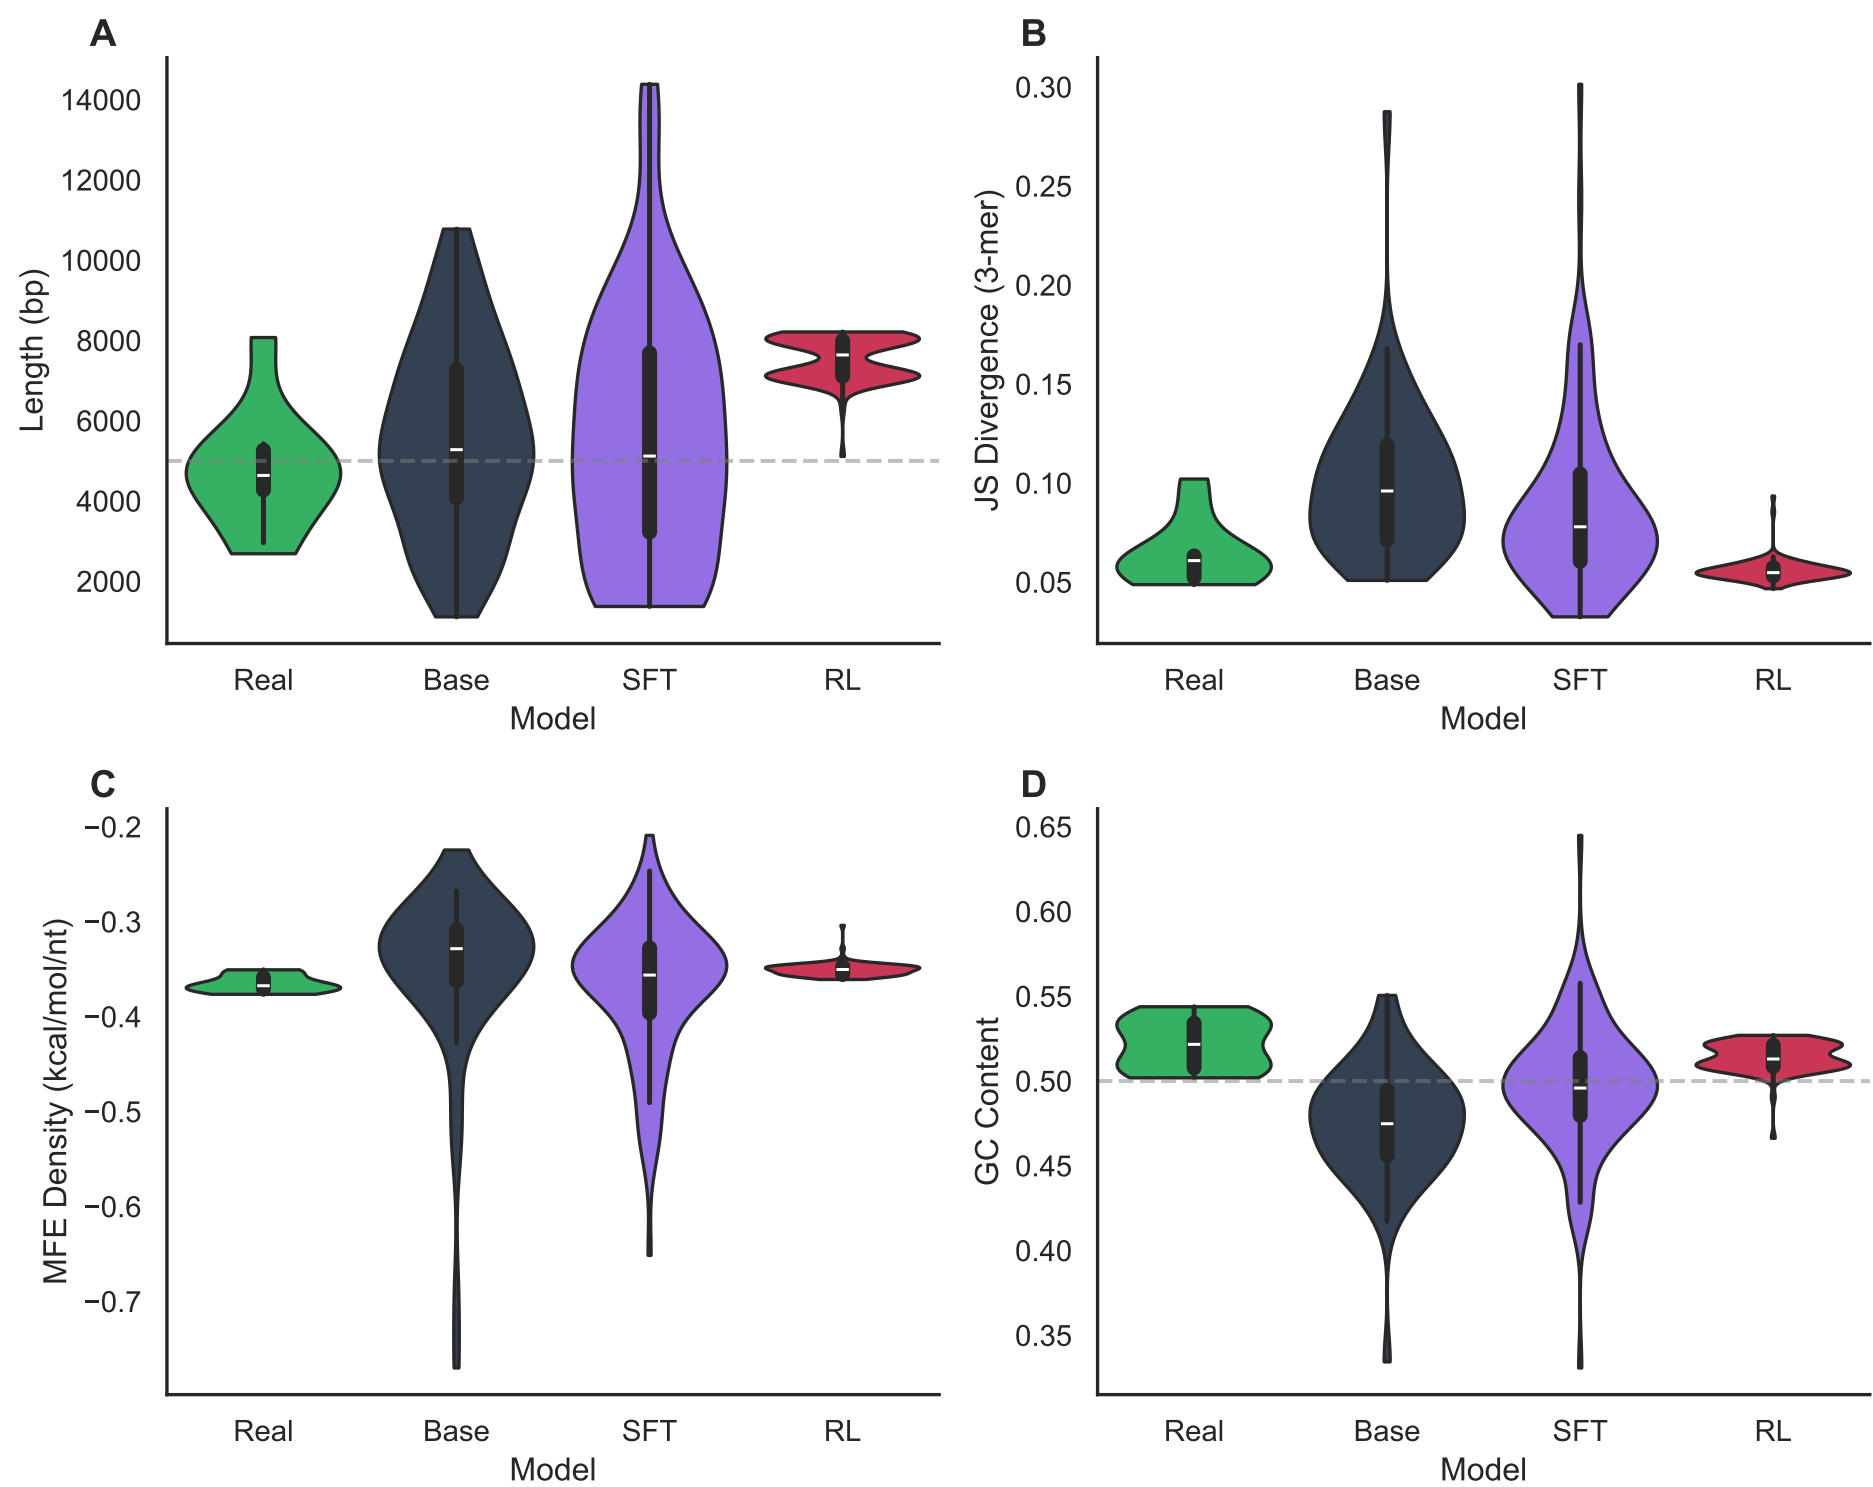 A
Length (bp)
14000
12000
10000
8000
6000
4000
2000
Real Base SFT RL
Model
B
JS Divergence (3-mer)
0.30
0.25
0.20
0.15
0.10
0.05
Real Base SFT RL
Model
C
MFE Density (kcal/mol/nt)
−0.2
−0.3
−0.4
−0.5
−0.6
−0.7
Real Base SFT RL
Model
D
GC Content
0.65
0.60
0.55
0.50
0.45
0.40
0.35
Real Base SFT RL
Model